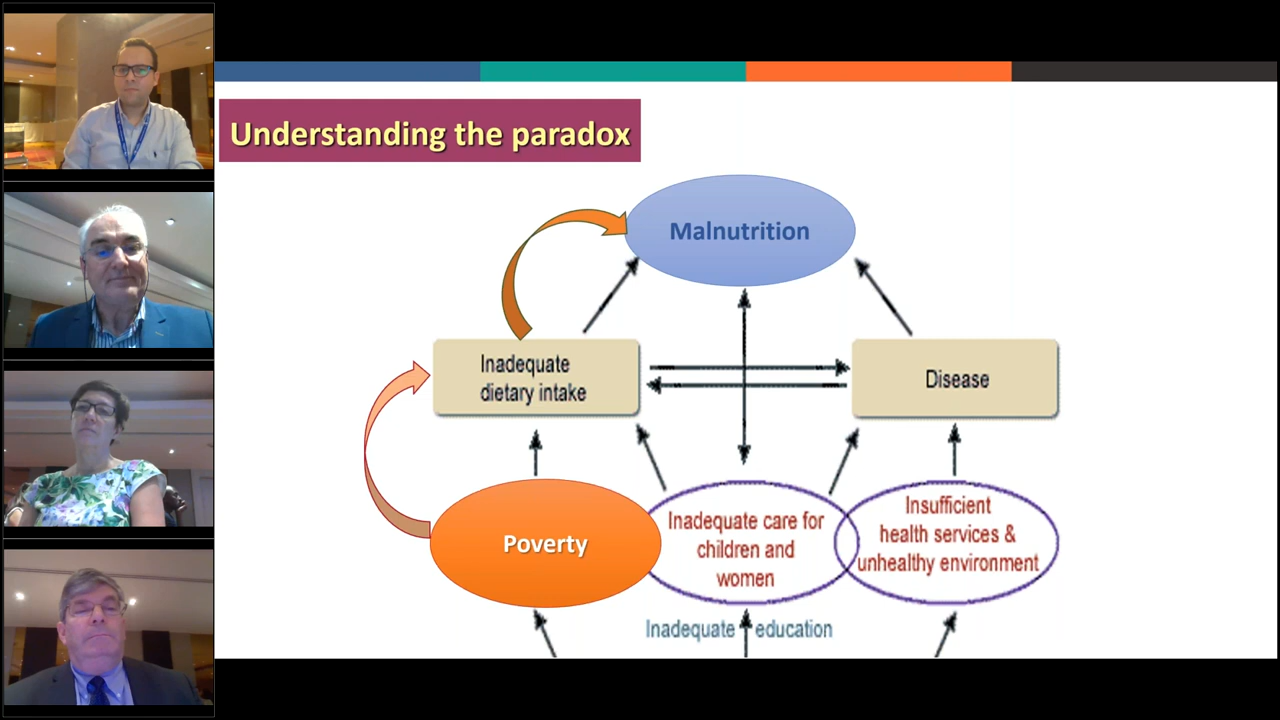 Understanding the paradox
Malnutrition
Inadequate
dietary intake
Disease
Poverty
Inadequate care for
children and
women
Insufficient
health services &
unhealthy environment
Inadequate education